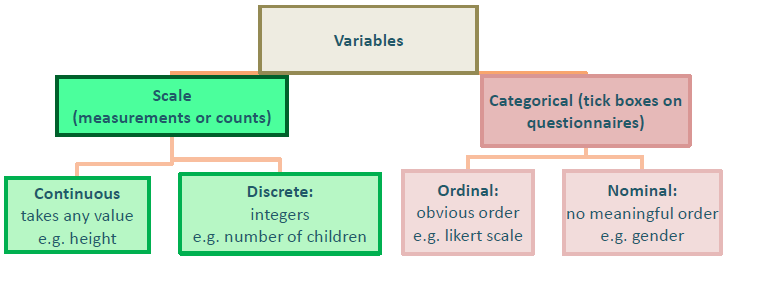 Variables
Scale
(measurements or counts)
Categorical (tick boxes on
questionnaires)
Continuous
takes any value
e.g. height
Discrete:
integers
e.g. number of children
Ordinal:
obvious order
e.g. likert scale
Nominal:
no meaningful order
e.g. gender